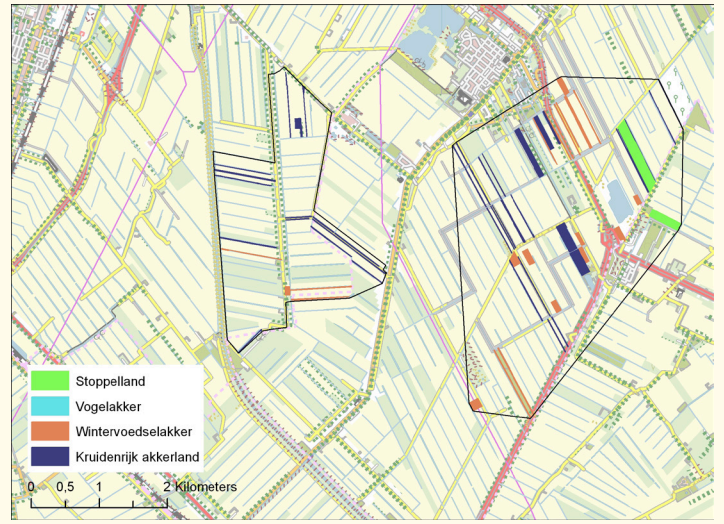 Stoppelland
Vogelakker
Wintervoedselakker
Kruidenrijk akkerland
0 0,5 1 2 Kilometers